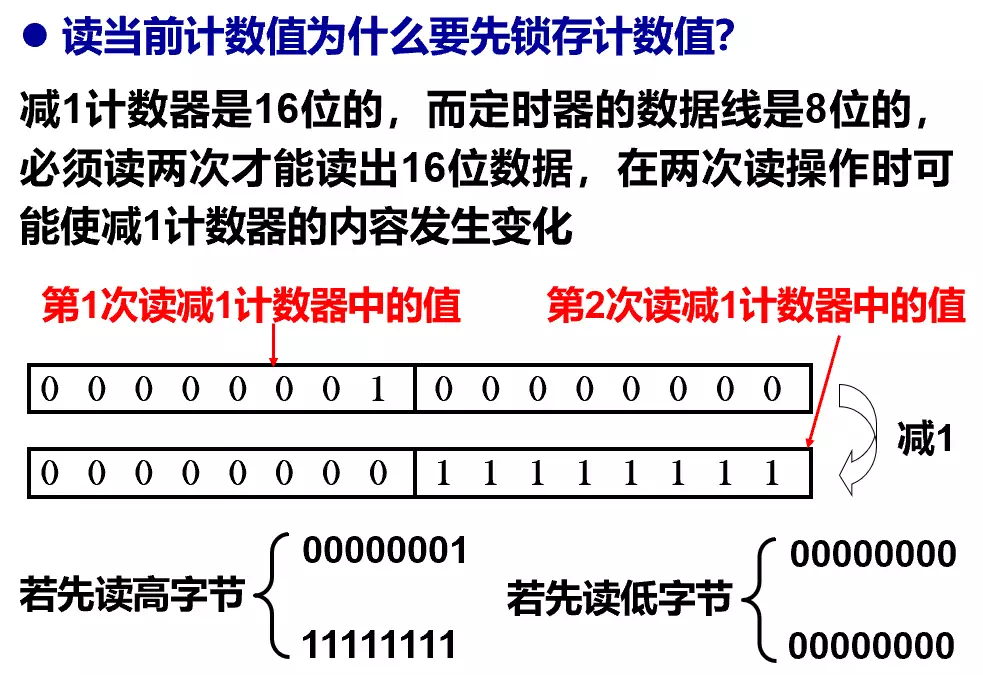 ● 读当前计数值为什么要先锁存计数值？
减1计数器是16位的，而定时器的数据线是8位的，
必须读两次才能读出16位数据，在两次读操作时可
能使减1计数器的内容发生变化
第1次读减1计数器中的值
第2次读减1计数器中的值
0 0 0 0 0 0 0 1 0 0 0 0 0 0 0 0
减1
0 0 0 0 0 0 0 0 1 1 1 1 1 1 1 1
若先读高字节
00000001
11111111
若先读低字节
00000000
00000000